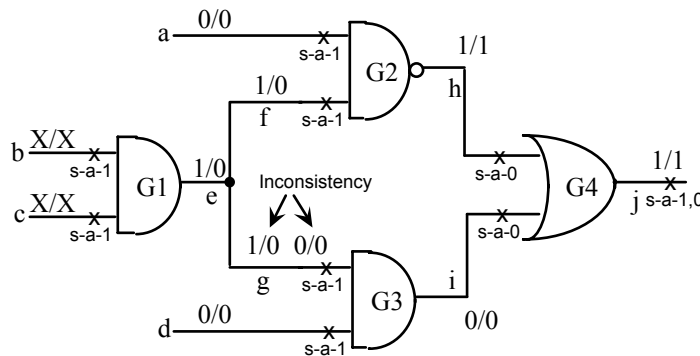 0/0
a
s-a-1
G2
1/1
h
1/0
f
s-a-1
X/X
b
s-a-1
G1
1/0
e
X/X
c
s-a-1
Inconsistency
1/0 0/0
g
s-a-1
G3
i
0/0
0/0
d
s-a-1
s-a-0
G4
1/1
j s-a-1,0
s-a-0